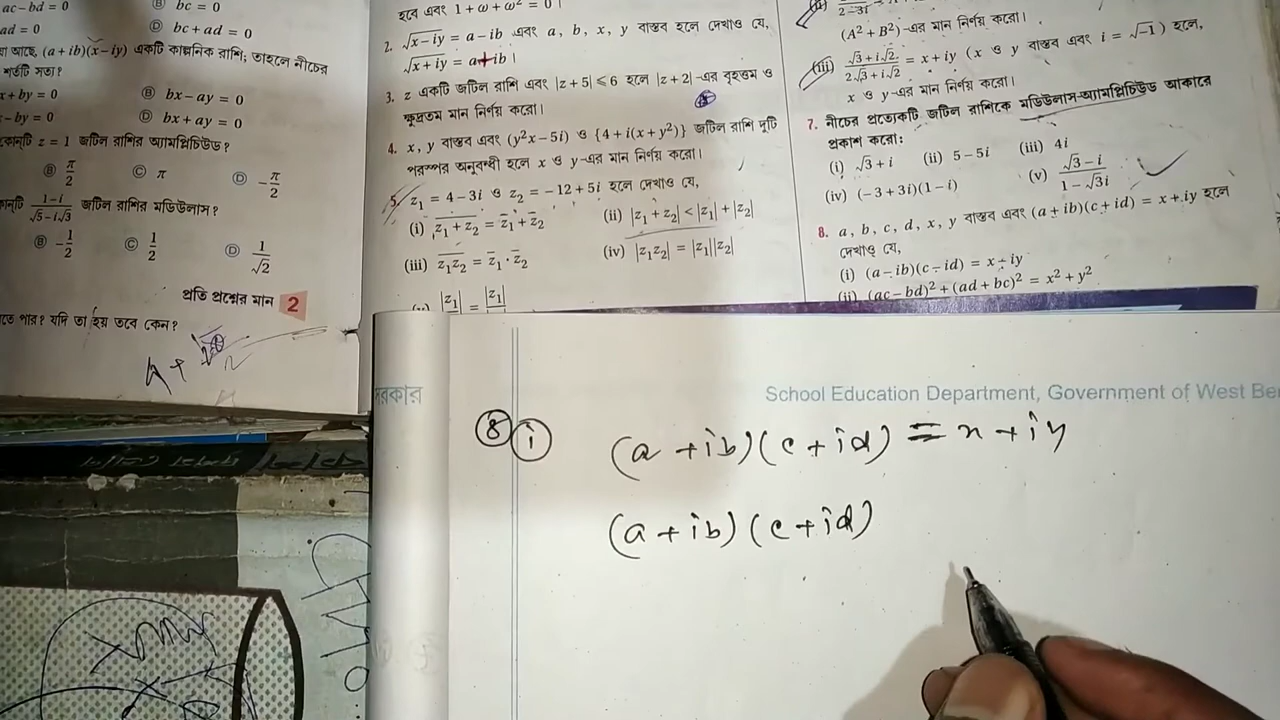 ac − bd = 0
Ⓑ bc = 0
ad = 0
Ⓓ bc + ad = 0
আছে, (a + ib)(x − iy) একটি কাল্পনিক রাশি; তাহলে নীচের
শর্তটি সত্য?
x + by = 0
Ⓑ bx − ay = 0
− by = 0
Ⓓ bx + ay = 0
কোনটি z = 1 জটিল রাশির অ্যামপ্লিচিউড?
Ⓑ π/2 Ⓒ π Ⓓ −π/2
(1−i)/(√5−i√3) জটিল রাশির মডিউলাস?
Ⓑ −1/2 Ⓒ 1/2 Ⓓ 1/√2
প্রতি প্রশ্নের মান 2
পার? যদি তা হয় তবে কেন?
হবে এবং 1 + ω + ω² = 0।
2. √(x−iy) = a − ib এবং a, b, x, y বাস্তব হলে দেখাও যে,
√(x+iy) = a + ib।
3. z একটি জটিল রাশি এবং |z + 5| ⩽ 6 হলে |z + 2|-এর বৃহত্তম ও
ক্ষুদ্রতম মান নির্ণয় করো।
4. x, y বাস্তব এবং (y²x − 5i) ও {4 + i(x + y²)} জটিল রাশি দুটি
পরস্পর অনুবন্ধী হলে x ও y-এর মান নির্ণয় করো।
5. z₁ = 4 − 3i ও z₂ = −12 + 5i হলে দেখাও যে,
(i) z̅₁̅ ̅+̅ ̅z̅₂̅ = z̅₁ + z̅₂ (ii) |z₁ + z₂| < |z₁| + |z₂|
(iii) z̅₁̅z̅₂̅ = z̅₁ · z̅₂ (iv) |z₁z₂| = |z₁||z₂|
|z₁| = |z₁|
2−3i
(A² + B²)-এর মান নির্ণয় করো।
(iii) (√3 + i√2)/(2√3 + i√2) = x + iy (x ও y বাস্তব এবং i = √−1) হলে,
x ও y-এর মান নির্ণয় করো।
7. নীচের প্রত্যেকটি জটিল রাশিকে মডিউলাস-অ্যামপ্লিচিউড আকারে
প্রকাশ করো:
(i) √3 + i (ii) 5 − 5i (iii) 4i
(iv) (−3 + 3i)(1 − i) (v) (√3 − i)/(1 − √3i)
8. a, b, c, d, x, y বাস্তব এবং (a + ib)(c + id) = x + iy হলে
দেখাও যে,
(i) (a − ib)(c − id) = x − iy
(ii) (ac − bd)² + (ad + bc)² = x² + y²
সরকার
School Education Department, Government of West Be
⑧ ⓘ (a + ib)(c + id) = x + iy
(a + ib)(c + id)